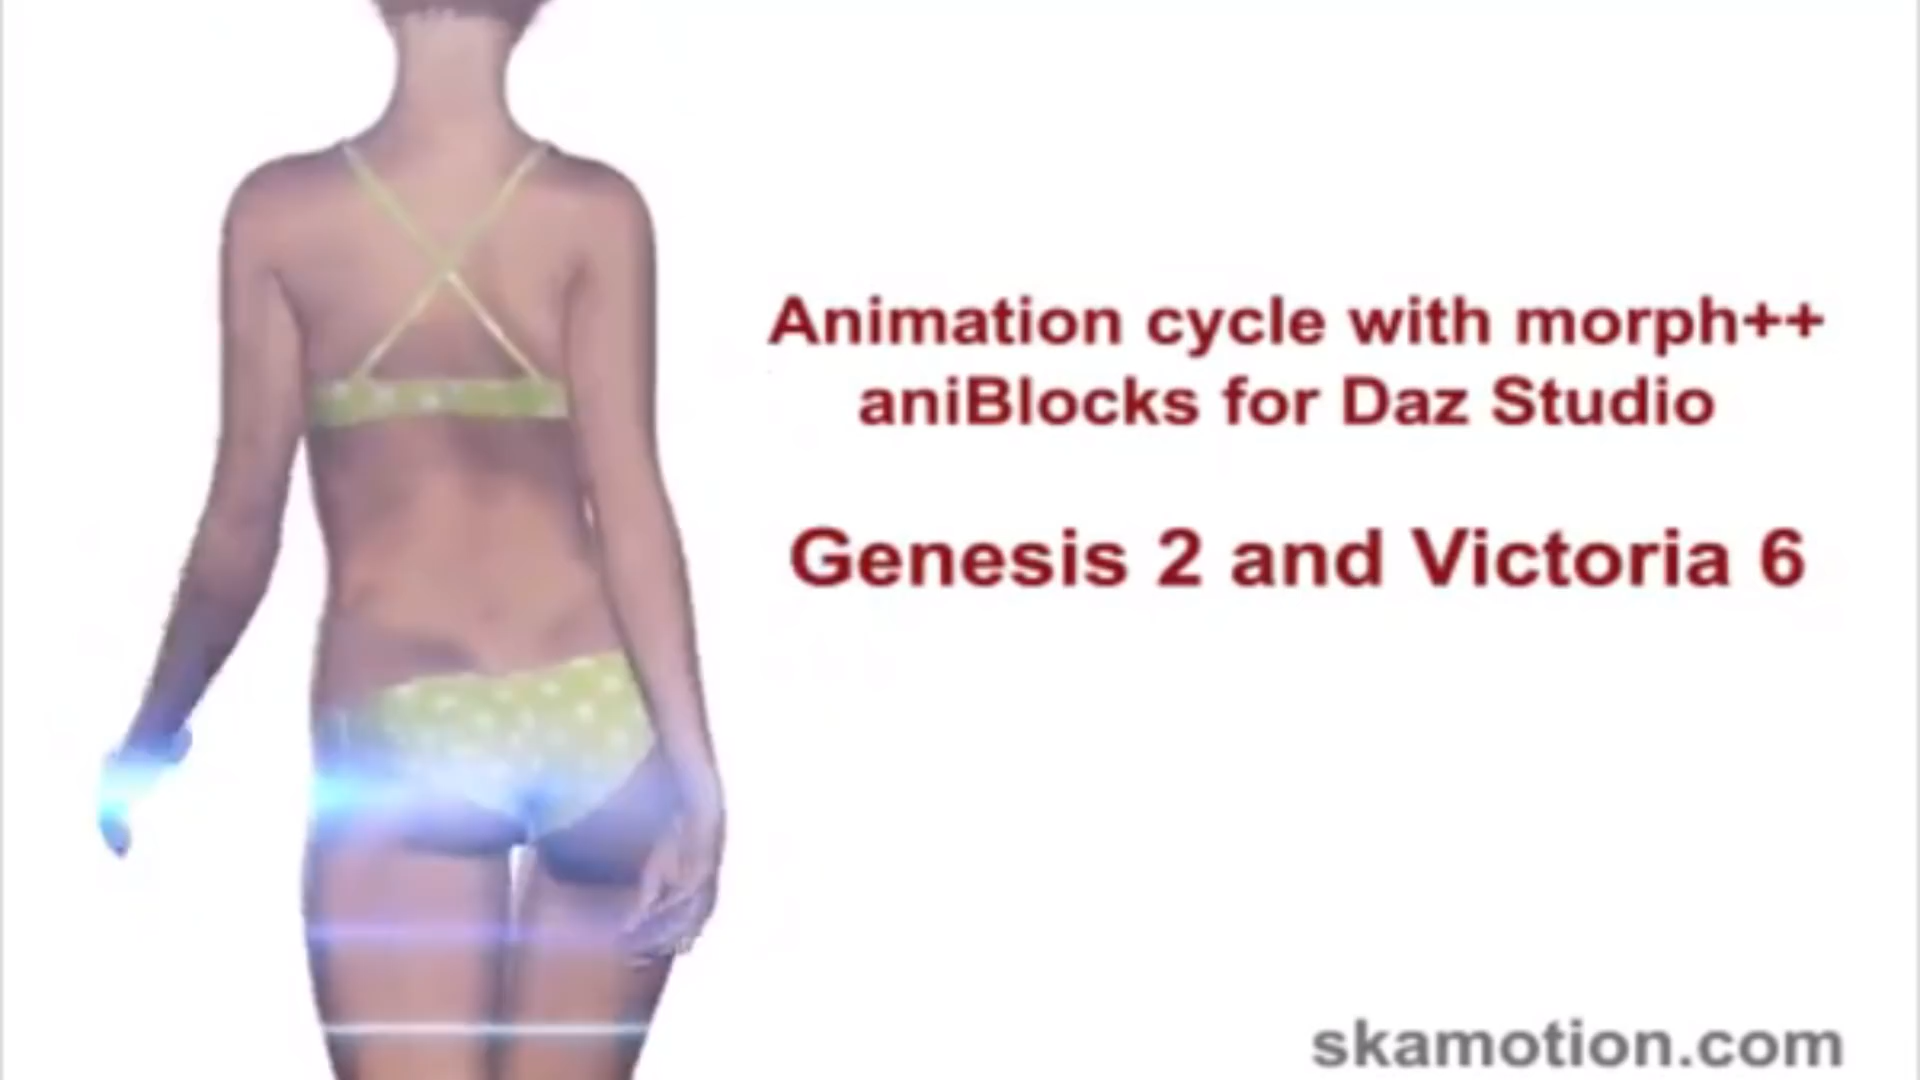 Animation cycle with morph++
aniBlocks for Daz Studio
Genesis 2 and Victoria 6
skamotion.com